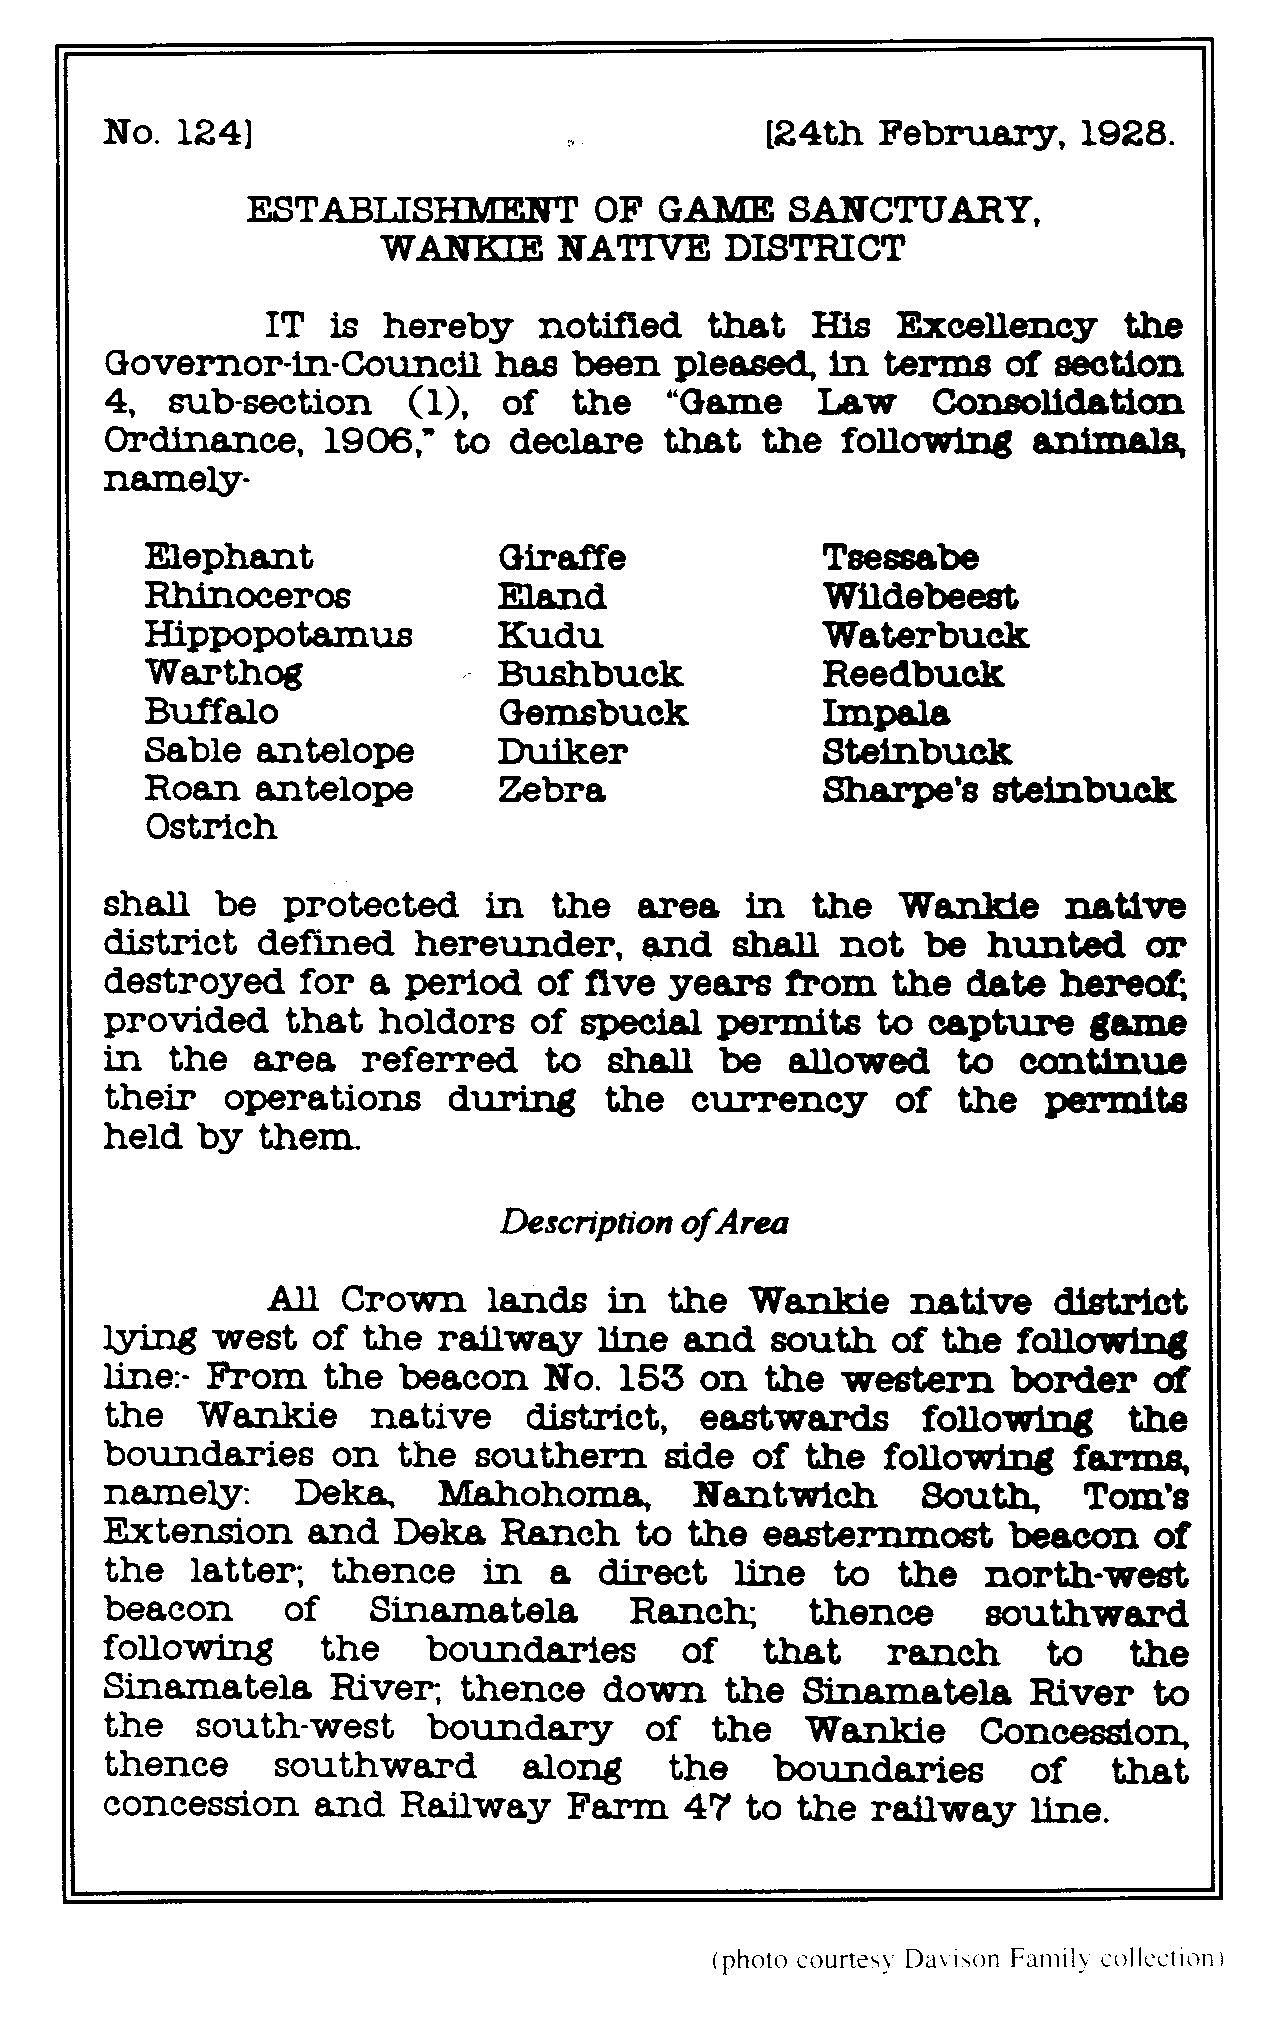 No. 124] [24th February, 1928.
ESTABLISHMENT OF GAME SANCTUARY,
WANKIE NATIVE DISTRICT
IT is hereby notified that His Excellency the
Governor-in-Council has been pleased, in terms of section
4, sub-section (1), of the "Game Law Consolidation
Ordinance, 1906," to declare that the following animals,
namely-
Elephant Giraffe Tsessabe
Rhinoceros Eland Wildebeest
Hippopotamus Kudu Waterbuck
Warthog Bushbuck Reedbuck
Buffalo Gemsbuck Impala
Sable antelope Duiker Steinbuck
Roan antelope Zebra Sharpe's steinbuck
Ostrich
shall be protected in the area in the Wankie native
district defined hereunder, and shall not be hunted or
destroyed for a period of five years from the date hereof;
provided that holdors of special permits to capture game
in the area referred to shall be allowed to continue
their operations during the currency of the permits
held by them.
Description of Area
All Crown lands in the Wankie native district
lying west of the railway line and south of the following
line:- From the beacon No. 153 on the western border of
the Wankie native district, eastwards following the
boundaries on the southern side of the following farms,
namely: Deka, Mahohoma, Nantwich South, Tom's
Extension and Deka Ranch to the easternmost beacon of
the latter; thence in a direct line to the north-west
beacon of Sinamatela Ranch; thence southward
following the boundaries of that ranch to the
Sinamatela River; thence down the Sinamatela River to
the south-west boundary of the Wankie Concession,
thence southward along the boundaries of that
concession and Railway Farm 47 to the railway line.
(photo courtesy Davison Family collection)